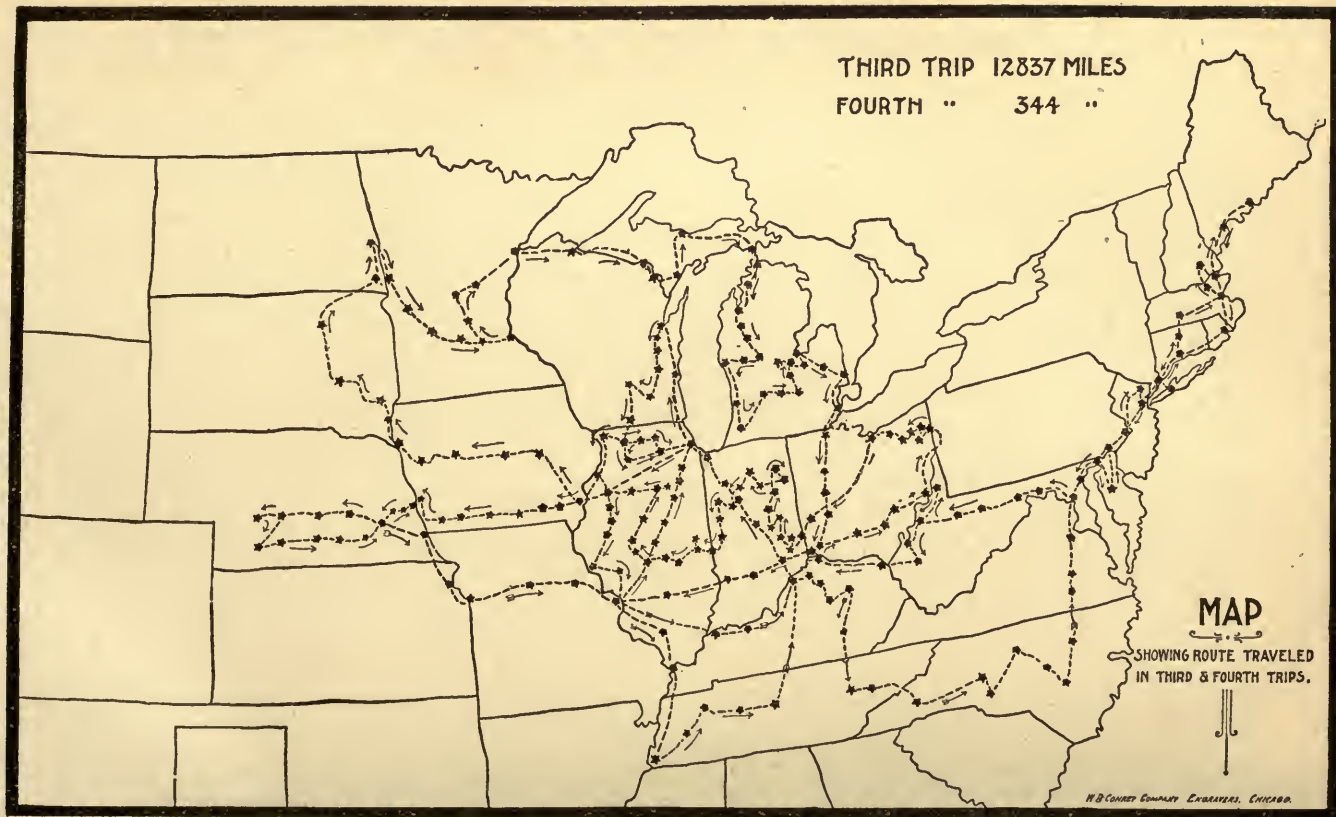 THIRD TRIP 12837 MILES
FOURTH " 344 "
MAP
SHOWING ROUTE TRAVELED
IN THIRD & FOURTH TRIPS.
W.B. CONKEY COMPANY ENGRAVERS, CHICAGO.